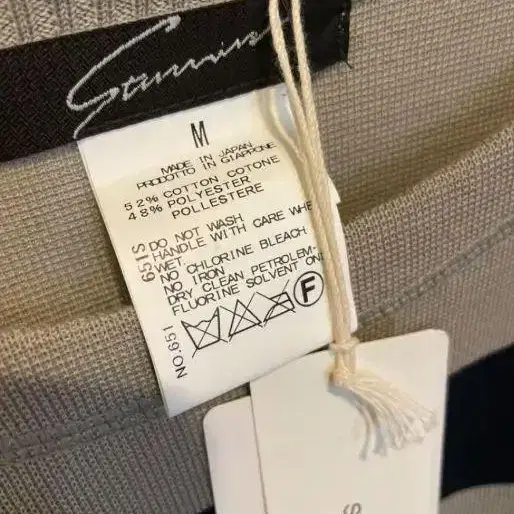 M
MADE IN JAPAN
PRODOTTO IN GIAPPONE
52% COTTON COTONE
48% POLYESTER
POLLESTERE
651S
DO NOT WASH
HANDLE WITH CARE WHE
WET
NO CHLORINE BLEACH
NO IRON
DRY CLEAN PETROLEM-
FLUORINE SOLVENT ON
NO.651
F
S